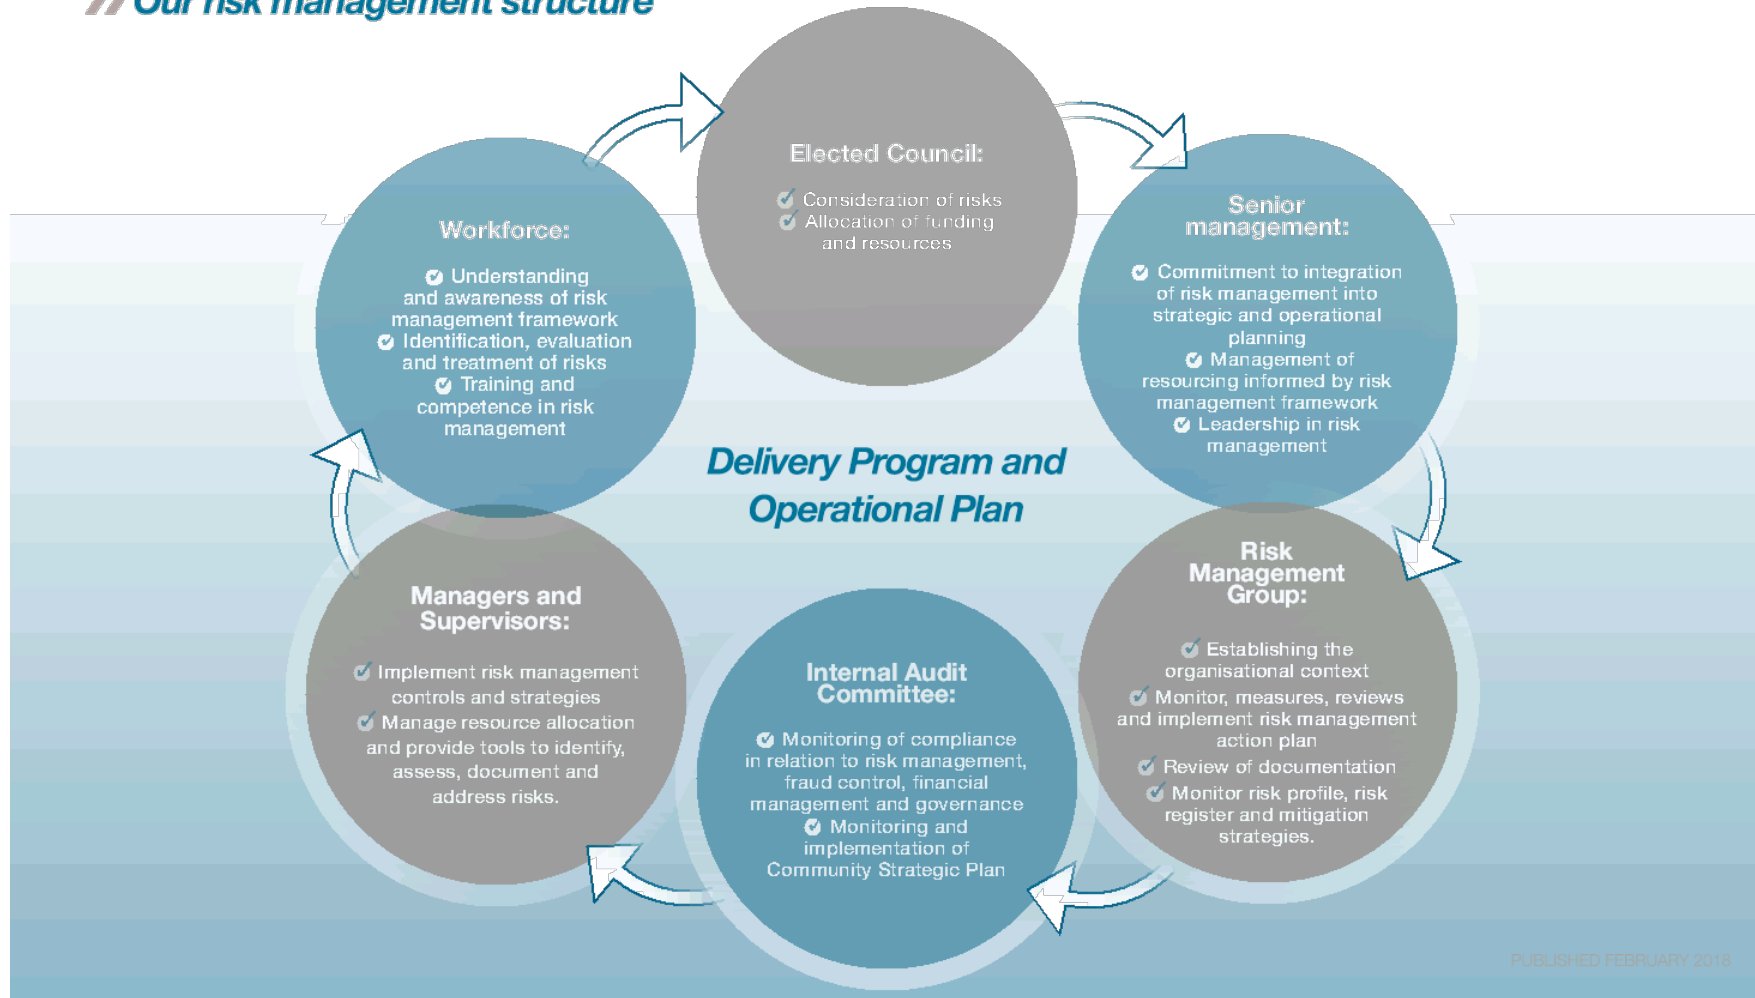 Our risk management structure
Elected Council:
Consideration of risks
Allocation of funding
and resources
Senior
management:
Commitment to integration
of risk management into
strategic and operational
planning
Management of
resourcing informed by risk
management framework
Leadership in risk
management
Risk
Management
Group:
Establishing the
organisational context
Monitor, measures, reviews
and implement risk management
action plan
Review of documentation
Monitor risk profile, risk
register and mitigation
strategies.
Internal Audit
Committee:
Monitoring of compliance
in relation to risk management,
fraud control, financial
management and governance
Monitoring and
implementation of
Community Strategic Plan
Managers and
Supervisors:
Implement risk management
controls and strategies
Manage resource allocation
and provide tools to identify,
assess, document and
address risks.
Workforce:
Understanding
and awareness of risk
management framework
Identification, evaluation
and treatment of risks
Training and
competence in risk
management
Delivery Program and
Operational Plan
PUBLISHED FEBRUARY 2018